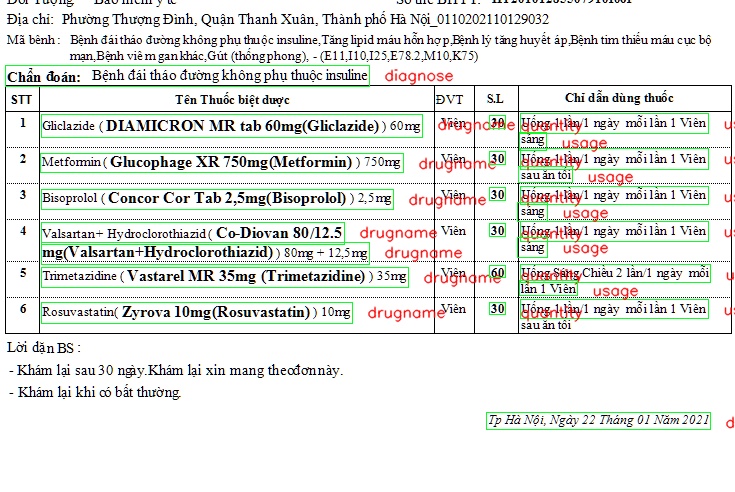 Địa chỉ: Phường Thượng Đình, Quận Thanh Xuân, Thành phố Hà Nội_0110202110129032
Mã bệnh : Bệnh đái tháo đường không phụ thuộc insuline,Tăng lipid máu hỗn hợp,Bệnh lý tăng huyết áp,Bệnh tim thiếu máu cục bộ
mạn,Bệnh viêm gan khác,Gút (thống phong), - (E11,I10,I25,E78.2,M10,K75)
Chẩn đoán: Bệnh đái tháo đường không phụ thuộc insuline diagnose
STT Tên Thuốc biệt dược ĐVT S.L Chỉ dẫn dùng thuốc
1 Gliclazide ( DIAMICRON MR tab 60mg(Gliclazide) ) 60mg drugname Viên 30 quantity Uống 1 lần/1 ngày mỗi lần 1 Viên
sáng usage
2 Metformin ( Glucophage XR 750mg(Metformin) ) 750mg drugname Viên 30 quantity Uống 1 lần/1 ngày mỗi lần 1 Viên
sau ăn tối usage
3 Bisoprolol ( Concor Cor Tab 2,5mg(Bisoprolol) ) 2,5mg drugname Viên 30 quantity Uống 1 lần/1 ngày mỗi lần 1 Viên
sáng usage
4 Valsartan+ Hydroclorothiazid ( Co-Diovan 80/12.5 drugname Viên 30 quantity Uống 1 lần/1 ngày mỗi lần 1 Viên
mg(Valsartan+Hydroclorothiazid) ) 80mg + 12,5mg drugname sáng usage
5 Trimetazidine ( Vastarel MR 35mg (Trimetazidine) ) 35mg drugname Viên 60 quantity Uống Sáng Chiều 2 lần/1 ngày mỗi
lần 1 Viên usage
6 Rosuvastatin( Zyrova 10mg(Rosuvastatin) ) 10mg drugname Viên 30 quantity Uống 1 lần/1 ngày mỗi lần 1 Viên
sau ăn tối
Lời dặn BS :
- Khám lại sau 30 ngày.Khám lại xin mang theo đơn này.
- Khám lại khi có bất thường.
Tp Hà Nội, Ngày 22 Tháng 01 Năm 2021